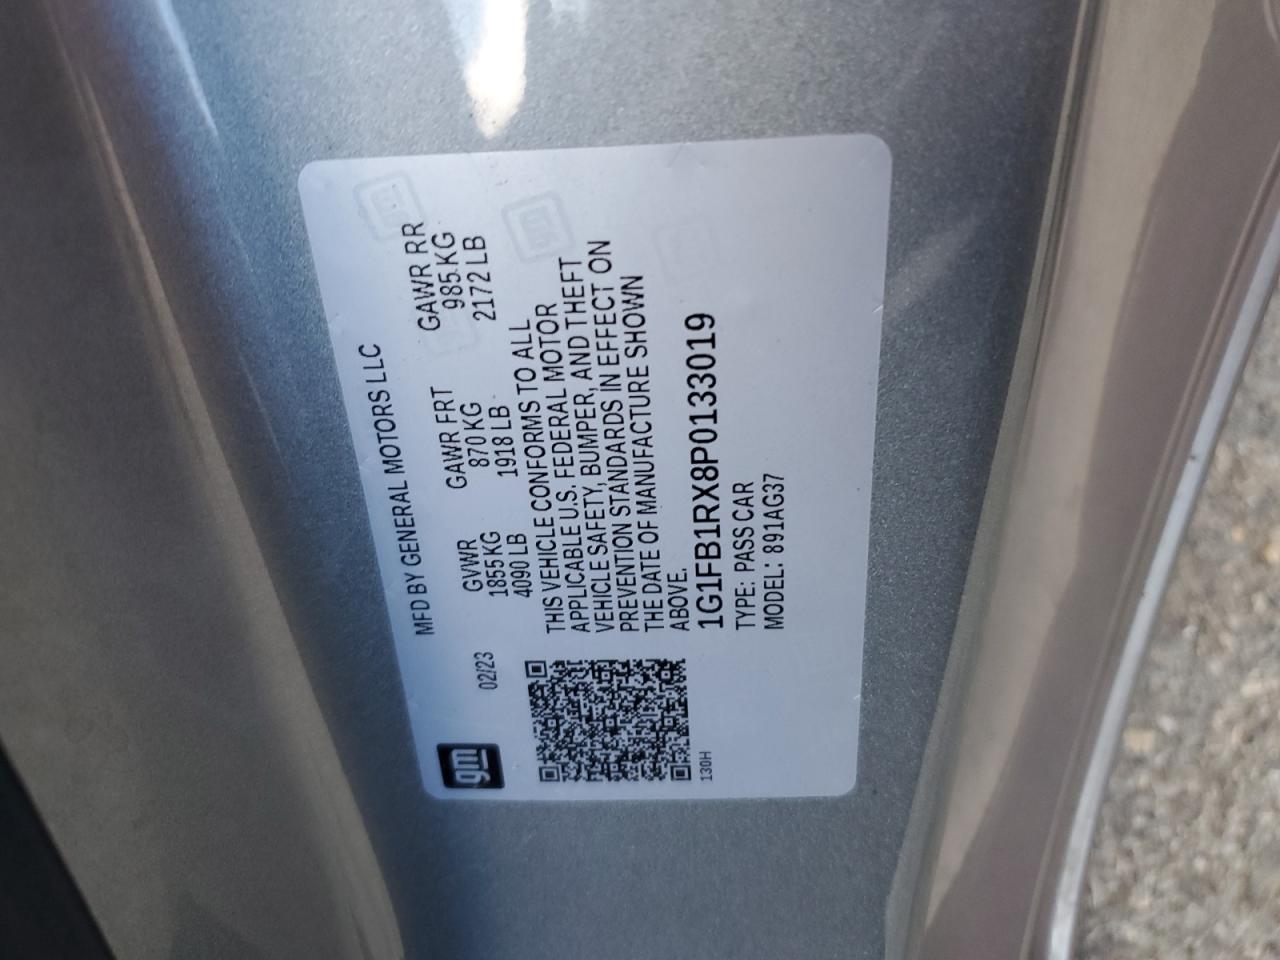 gm
02/23
MFD BY GENERAL MOTORS LLC
GVWR GAWR FRT GAWR RR
1855 KG 870 KG 985 KG
4090 LB 1918 LB 2172 LB
THIS VEHICLE CONFORMS TO ALL
APPLICABLE U.S. FEDERAL MOTOR
VEHICLE SAFETY, BUMPER, AND THEFT
PREVENTION STANDARDS IN EFFECT ON
THE DATE OF MANUFACTURE SHOWN
ABOVE.
1G1FB1RX8P0133019
TYPE: PASS CAR
MODEL: 891AG37
130H